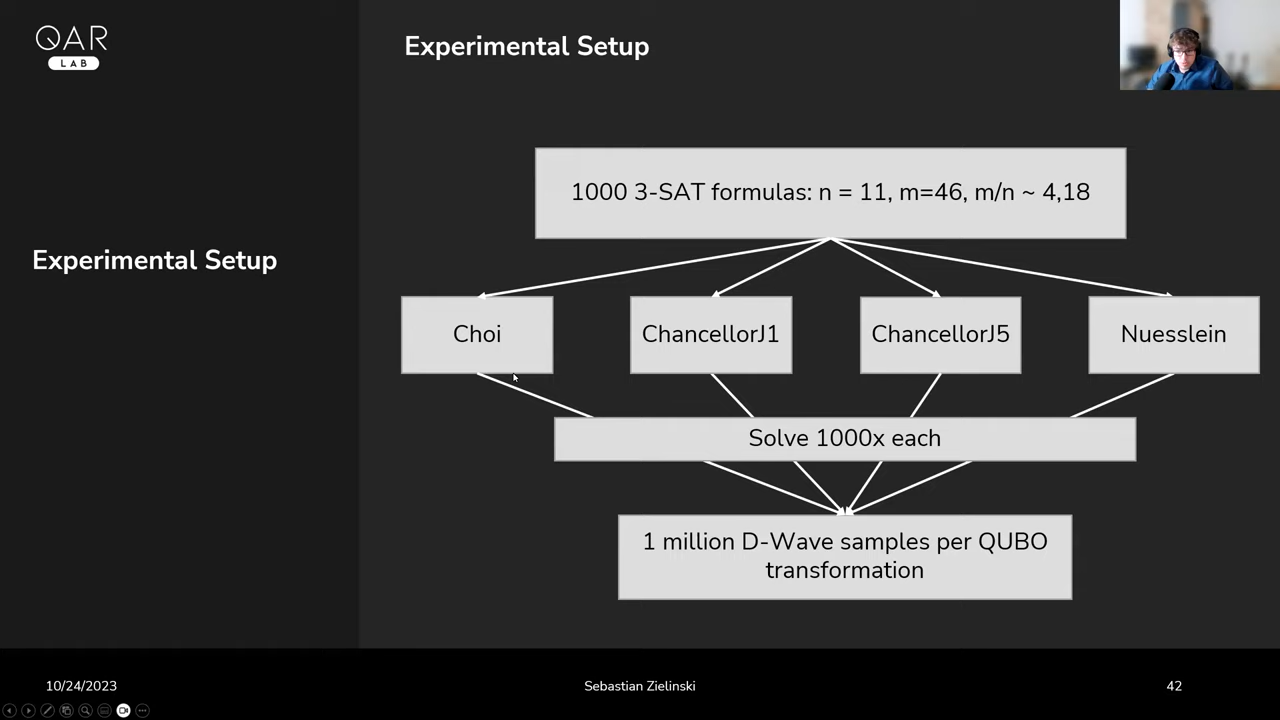 QAR
LAB
Experimental Setup
Experimental Setup
1000 3-SAT formulas: n = 11, m=46, m/n ~ 4,18
Choi
ChancellorJ1
ChancellorJ5
Nuesslein
Solve 1000x each
1 million D-Wave samples per QUBO
transformation
10/24/2023
Sebastian Zielinski
42